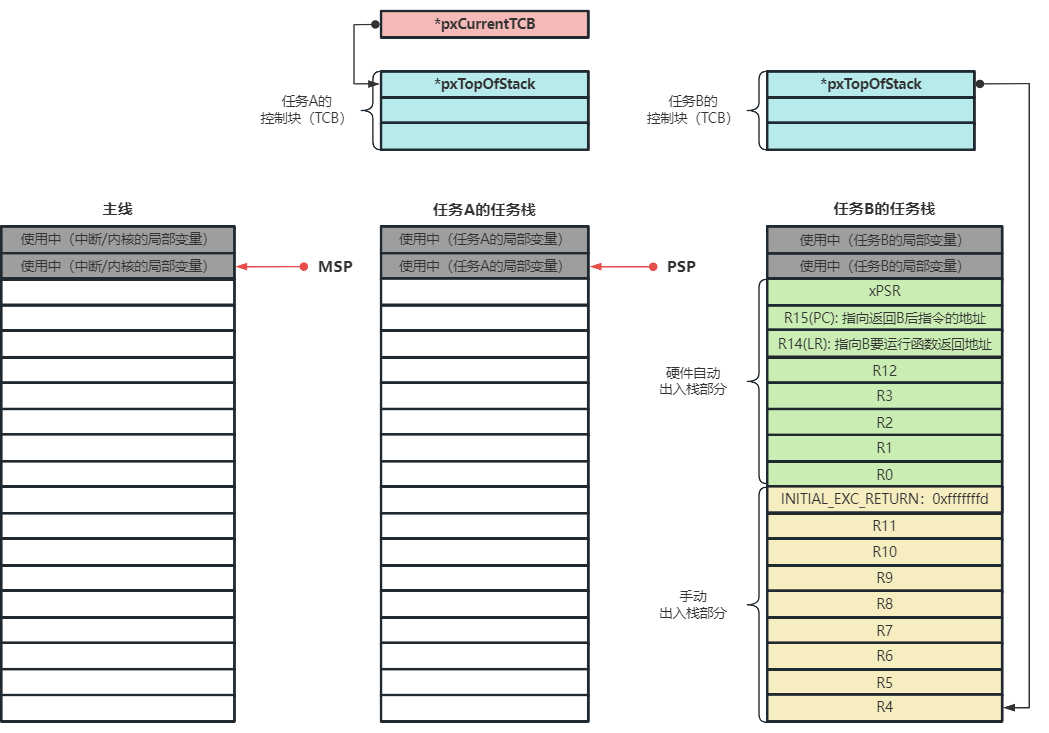 *pxCurrentTCB
*pxTopOfStack
任务A的
控制块（TCB）
*pxTopOfStack
任务B的
控制块（TCB）
主线
使用中（中断/内核的局部变量）
使用中（中断/内核的局部变量）
MSP
任务A的任务栈
使用中（任务A的局部变量）
使用中（任务A的局部变量）
PSP
任务B的任务栈
使用中（任务B的局部变量）
使用中（任务B的局部变量）
xPSR
R15(PC): 指向返回B后指令的地址
R14(LR): 指向B要运行函数返回地址
R12
R3
R2
R1
R0
硬件自动
出入栈部分
INITIAL_EXC_RETURN：0xfffffffd
R11
R10
R9
R8
R7
R6
R5
R4
手动
出入栈部分